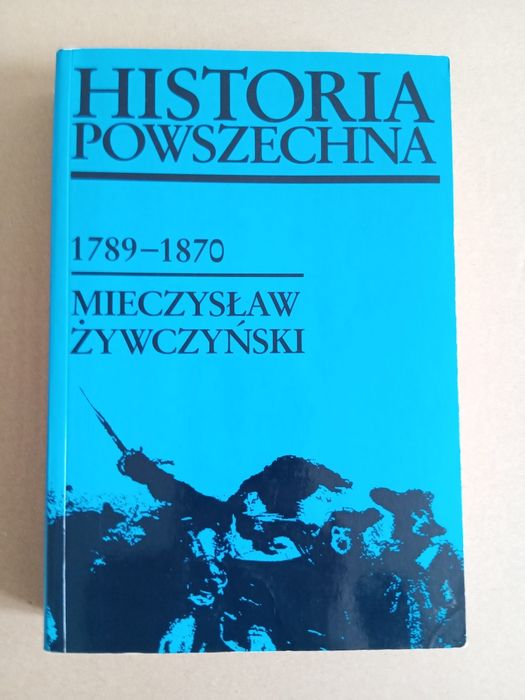 HISTORIA
POWSZECHNA
1789–1870
MIECZYSŁAW
ŻYWCZYŃSKI